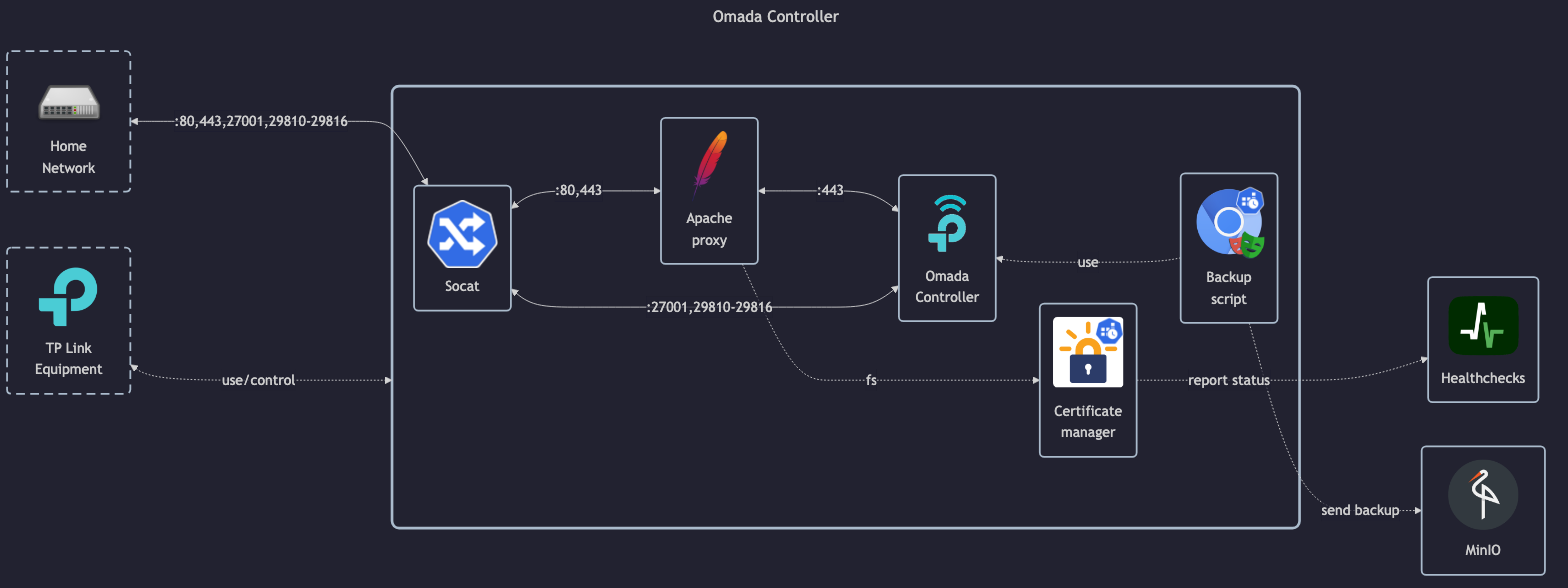 Omada Controller
Home
Network
:80,443,27001,29810-29816
Apache
proxy
:80,443
:443
Socat
Omada
Controller
use
Backup
script
:27001,29810-29816
TP Link
Equipment
use/control
fs
Certificate
manager
report status
Healthchecks
send backup
MinIO